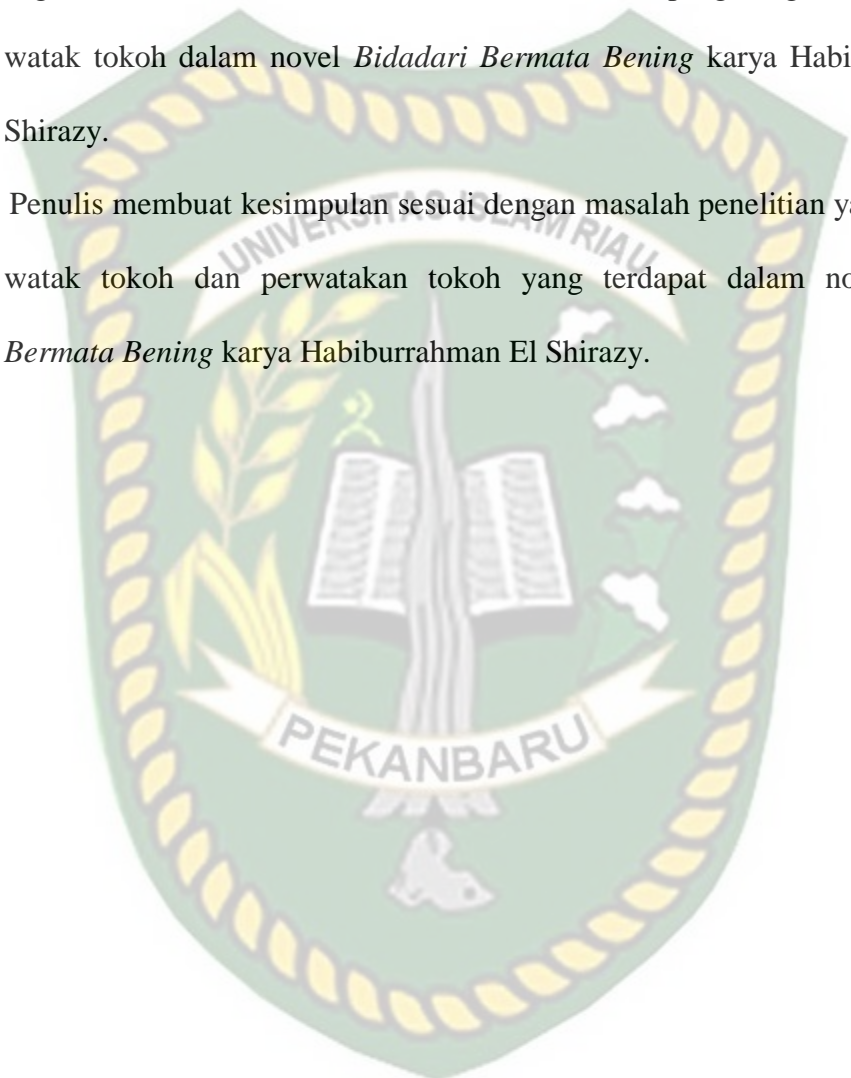 watak tokoh dalam novel Bidadari Bermata Bening karya Habi
Shirazy.
Penulis membuat kesimpulan sesuai dengan masalah penelitian ya
watak tokoh dan perwatakan tokoh yang terdapat dalam no
Bermata Bening karya Habiburrahman El Shirazy.
UNIVERSITAS ISLAM RIAU
PEKANBARU